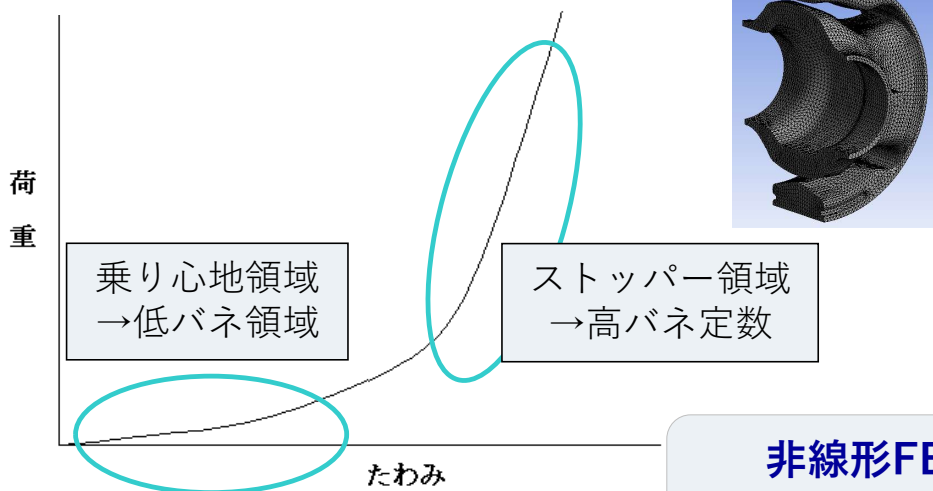 荷
重
乗り心地領域
→低バネ領域
ストッパー領域
→高バネ定数
たわみ
非線形FE